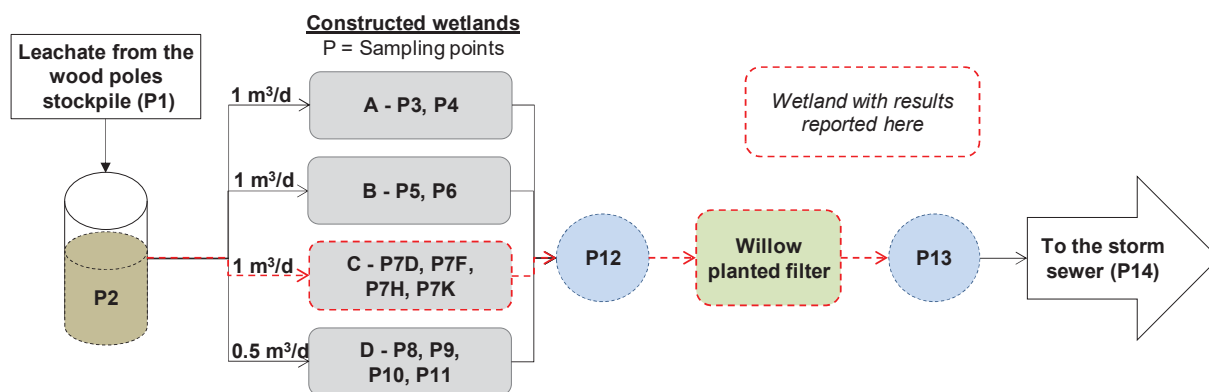 Constructed wetlands
P = Sampling points
Leachate from the
wood poles
stockpile (P1)
P2
1 m³/d
A - P3, P4
1 m³/d
B - P5, P6
1 m³/d
C - P7D, P7F,
P7H, P7K
0.5 m³/d
D - P8, P9,
P10, P11
Wetland with results
reported here
P12
Willow
planted filter
P13
To the storm
sewer (P14)